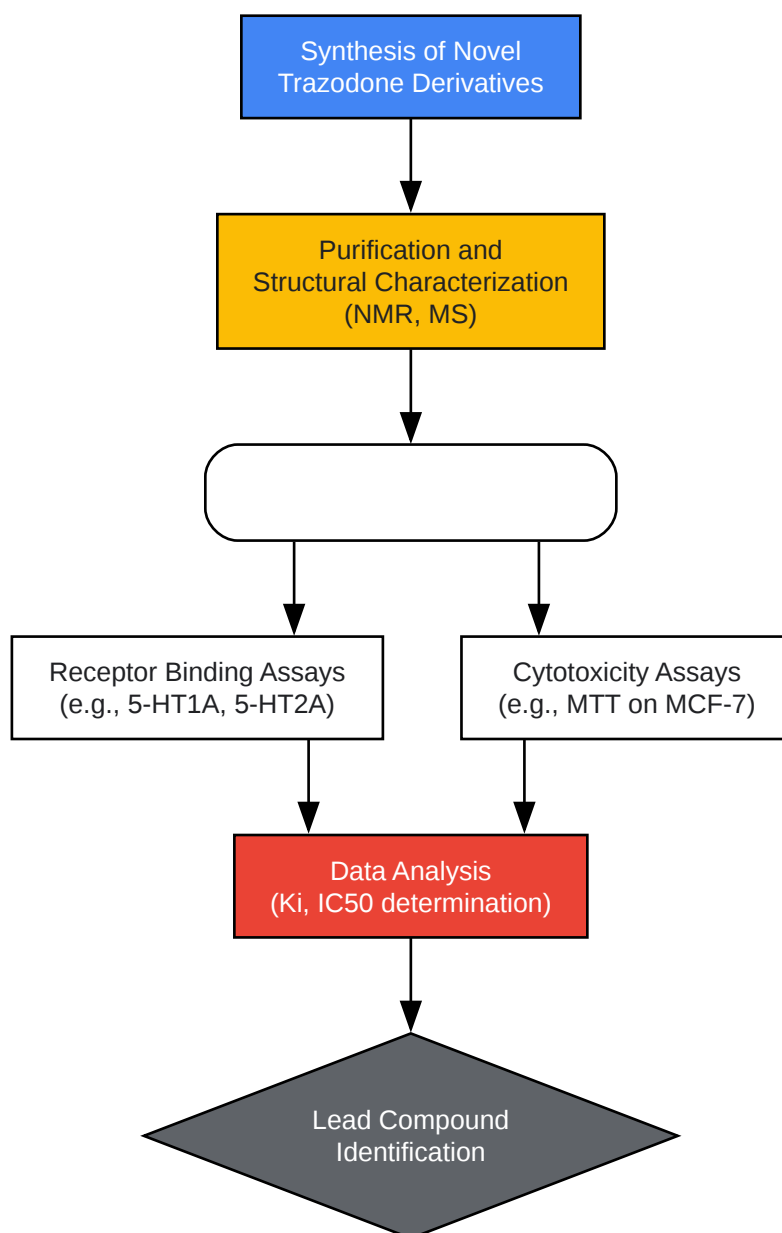 Synthesis of Novel
Trazodone Derivatives
Purification and
Structural Characterization
(NMR, MS)
Receptor Binding Assays
(e.g., 5-HT1A, 5-HT2A)
Cytotoxicity Assays
(e.g., MTT on MCF-7)
Data Analysis
(Ki, IC50 determination)
Lead Compound
Identification